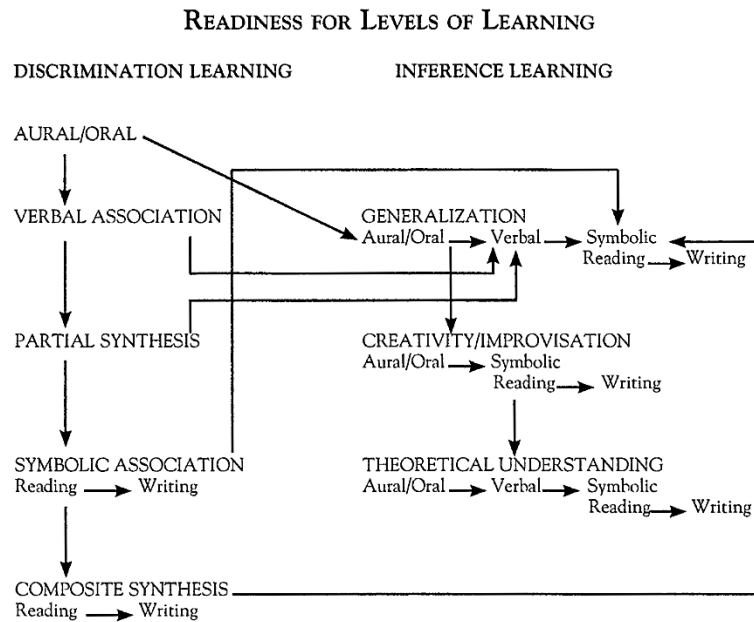 READINESS FOR LEVELS OF LEARNING
DISCRIMINATION LEARNING
INFERENCE LEARNING
AURAL/ORAL
VERBAL ASSOCIATION
PARTIAL SYNTHESIS
SYMBOLIC ASSOCIATION
Reading Writing
COMPOSITE SYNTHESIS
Reading Writing
GENERALIZATION
Aural/Oral Verbal Symbolic
Reading Writing
CREATIVITY/IMPROVISATION
Aural/Oral Symbolic
Reading Writing
THEORETICAL UNDERSTANDING
Aural/Oral Verbal Symbolic
Reading Writing